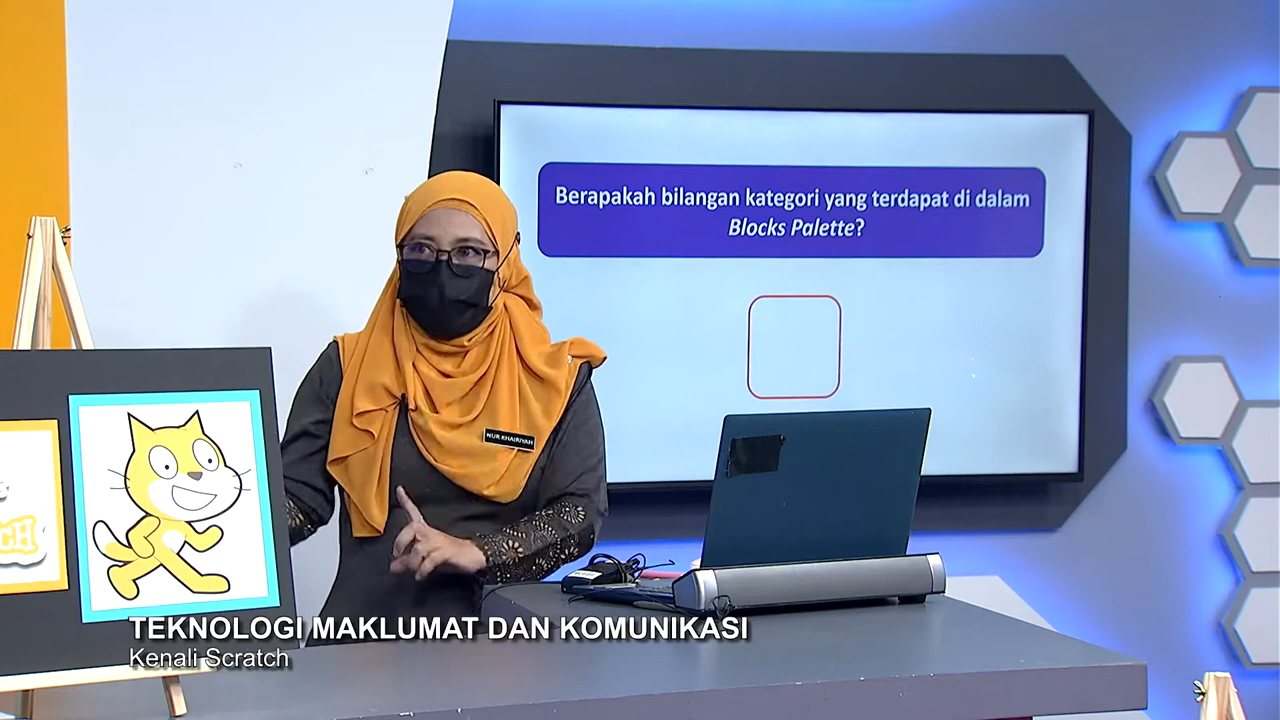 Berapakah bilangan kategori yang terdapat di dalam
Blocks Palette?
NUR KHAIRIYAH
TEKNOLOGI MAKLUMAT DAN KOMUNIKASI
Kenali Scratch